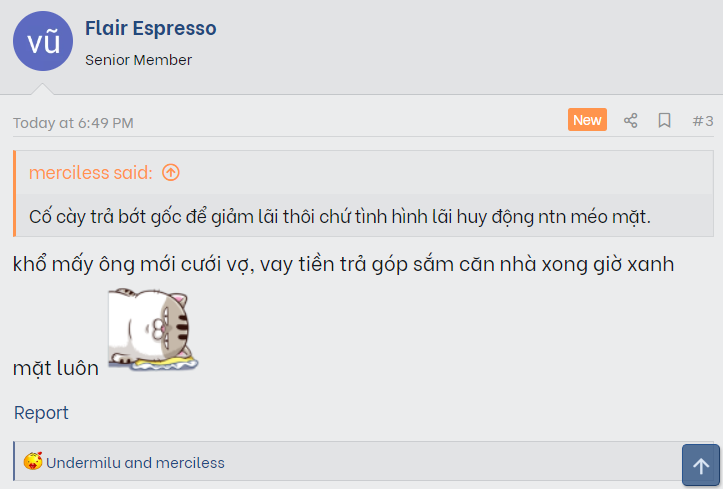 vũ
Flair Espresso
Senior Member
Today at 6:49 PM
New
#3
merciless said:
Cố cày trả bớt gốc để giảm lãi thôi chứ tình hình lãi huy động ntn méo mặt.
khổ mấy ông mới cưới vợ, vay tiền trả góp sắm căn nhà xong giờ xanh
mặt luôn
Report
Undermilu and merciless